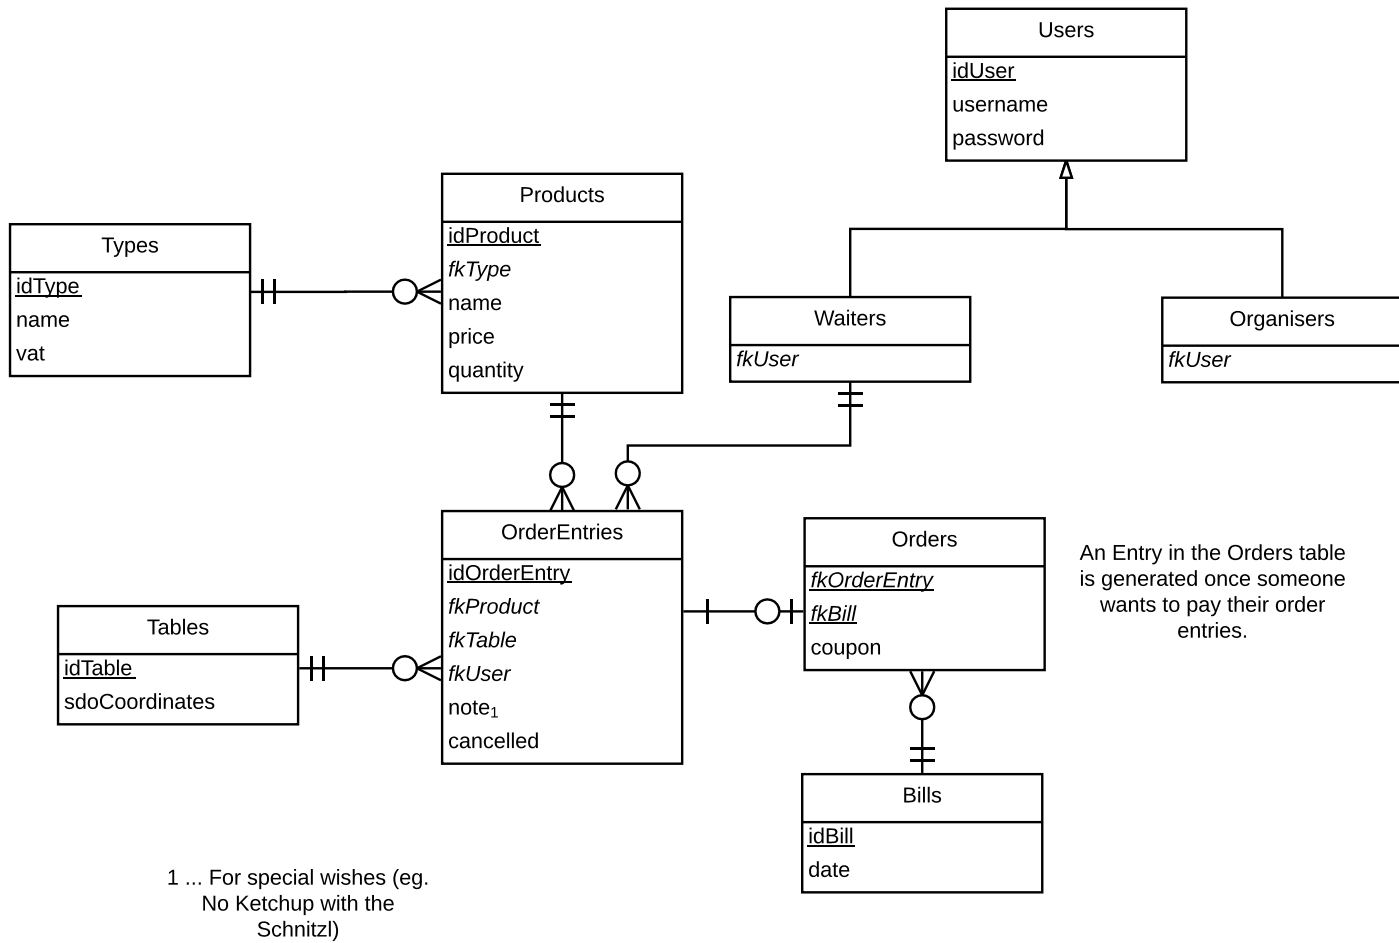 Users
idUser
username
password
Products
idProduct
fkType
name
price
quantity
Types
idType
name
vat
Waiters
fkUser
Organisers
fkUser
OrderEntries
idOrderEntry
fkProduct
fkTable
fkUser
note1
cancelled
Orders
fkOrderEntry
fkBill
coupon
An Entry in the Orders table
is generated once someone
wants to pay their order
entries.
Tables
idTable
sdoCoordinates
Bills
idBill
date
1 ... For special wishes (eg.
No Ketchup with the
Schnitzl)